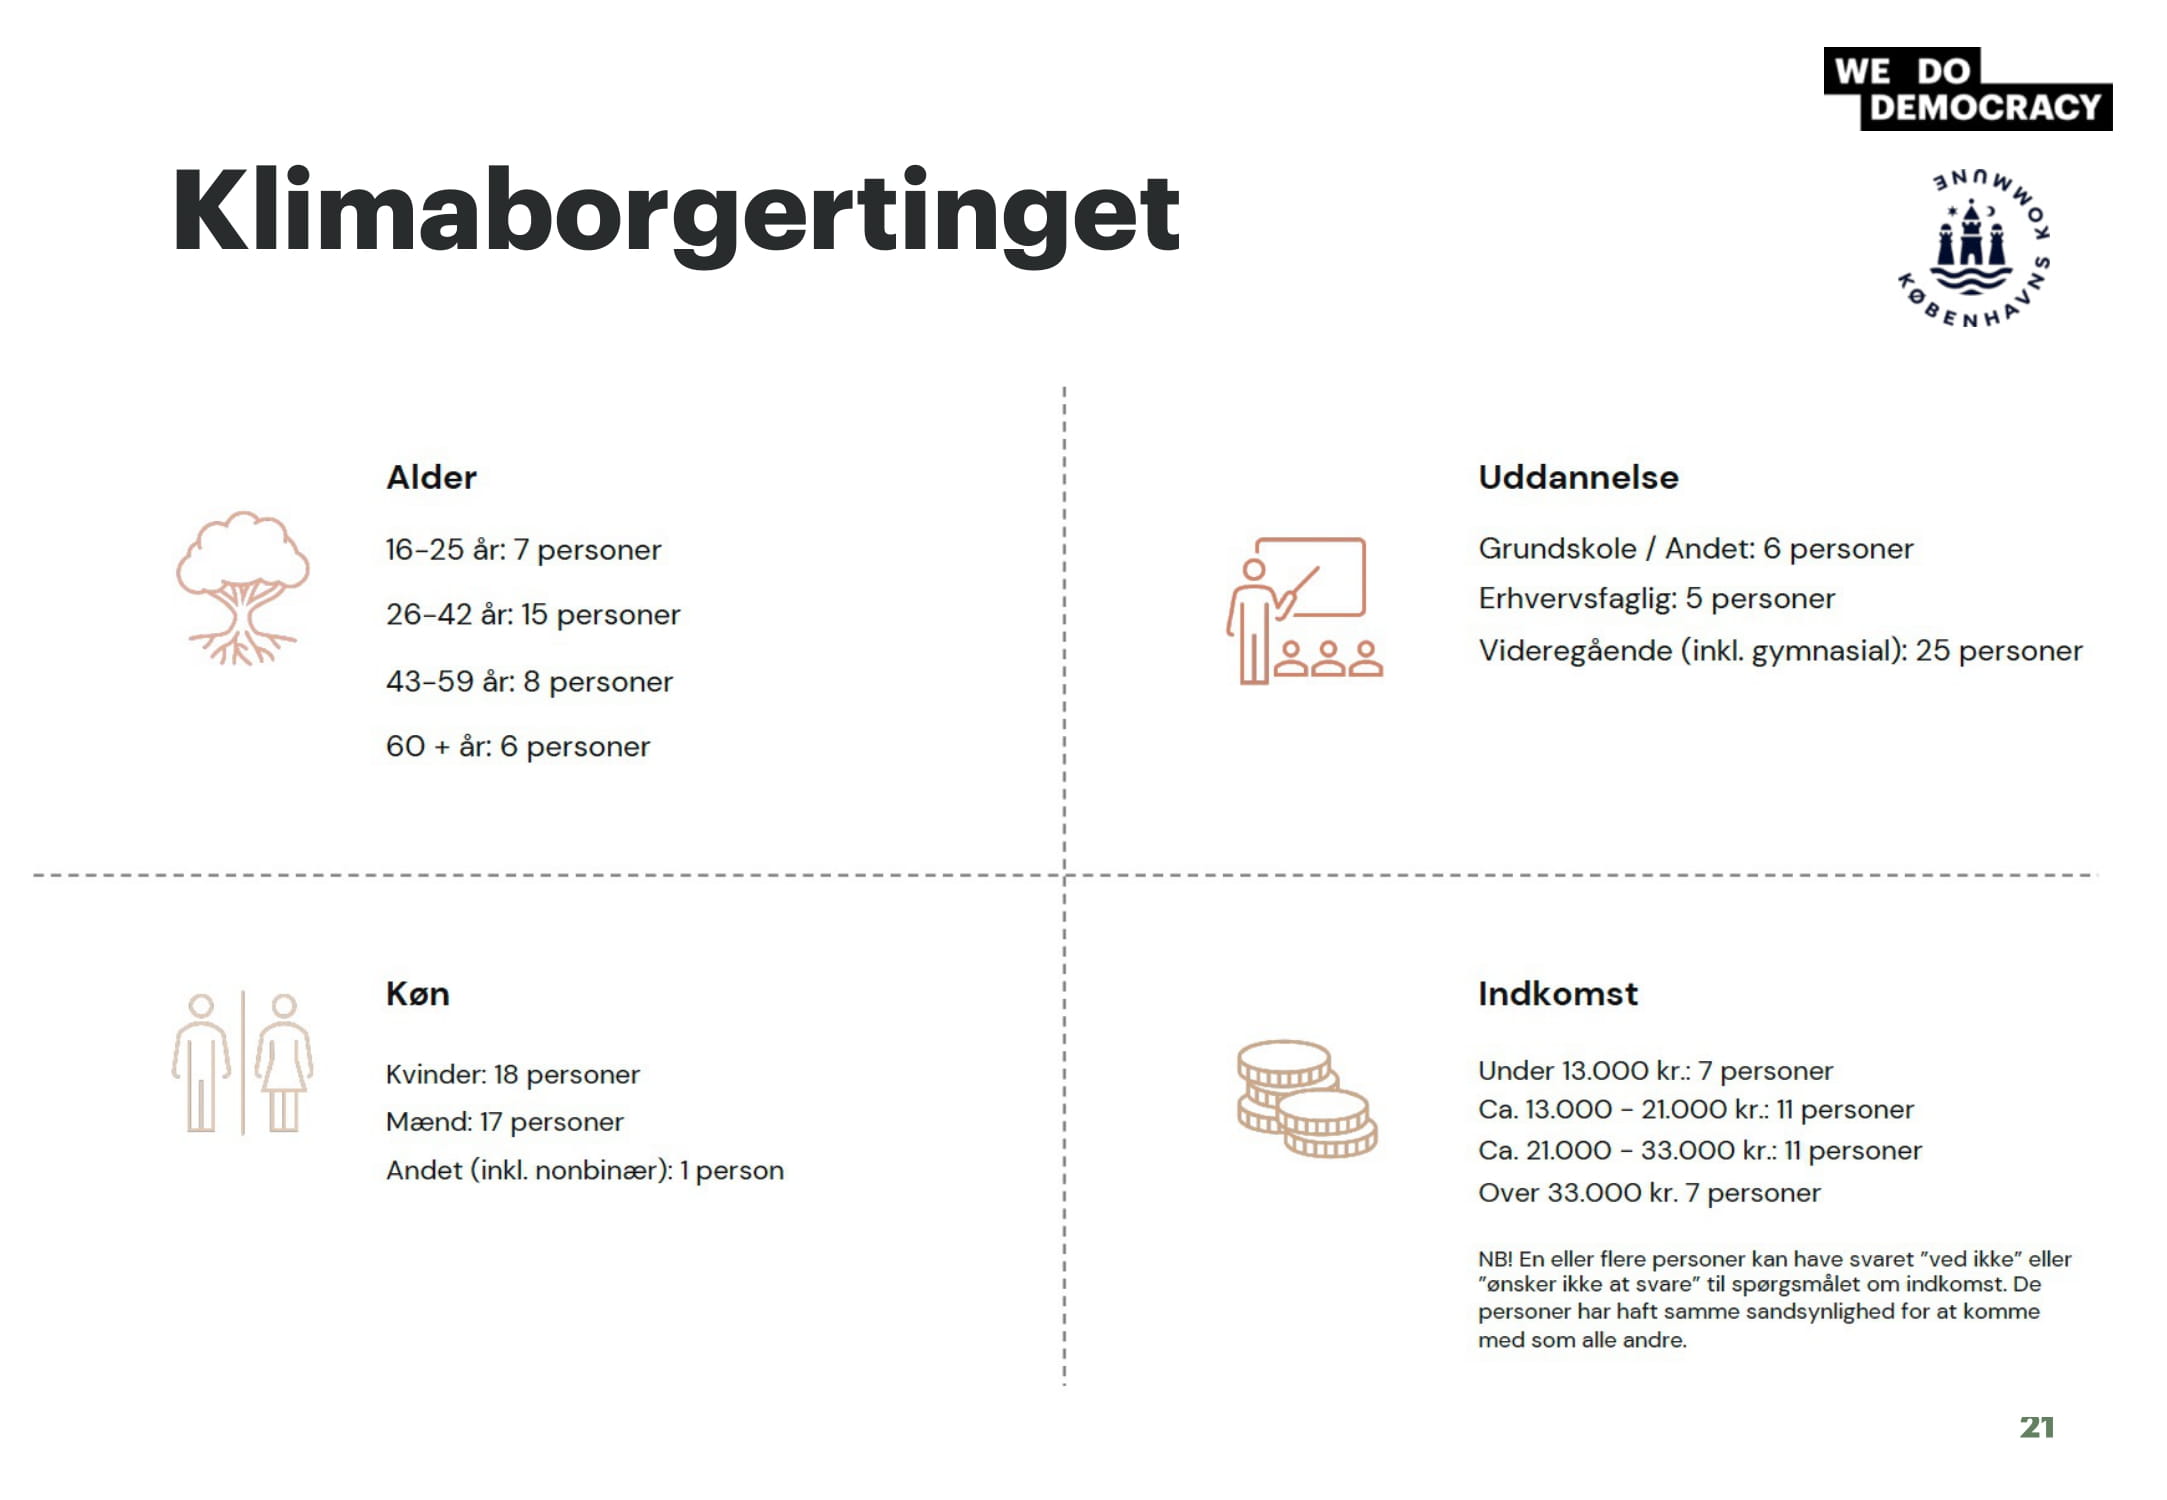 WE DO
DEMOCRACY
Klimaborgertinget
KØBENHAVNS KOMMUNE
Alder
16-25 år: 7 personer
26-42 år: 15 personer
43-59 år: 8 personer
60 + år: 6 personer
Uddannelse
Grundskole / Andet: 6 personer
Erhvervsfaglig: 5 personer
Videregående (inkl. gymnasial): 25 personer
Køn
Kvinder: 18 personer
Mænd: 17 personer
Andet (inkl. nonbinær): 1 person
Indkomst
Under 13.000 kr.: 7 personer
Ca. 13.000 - 21.000 kr.: 11 personer
Ca. 21.000 - 33.000 kr.: 11 personer
Over 33.000 kr. 7 personer
NB! En eller flere personer kan have svaret ”ved ikke” eller
”ønsker ikke at svare” til spørgsmålet om indkomst. De
personer har haft samme sandsynlighed for at komme
med som alle andre.
21